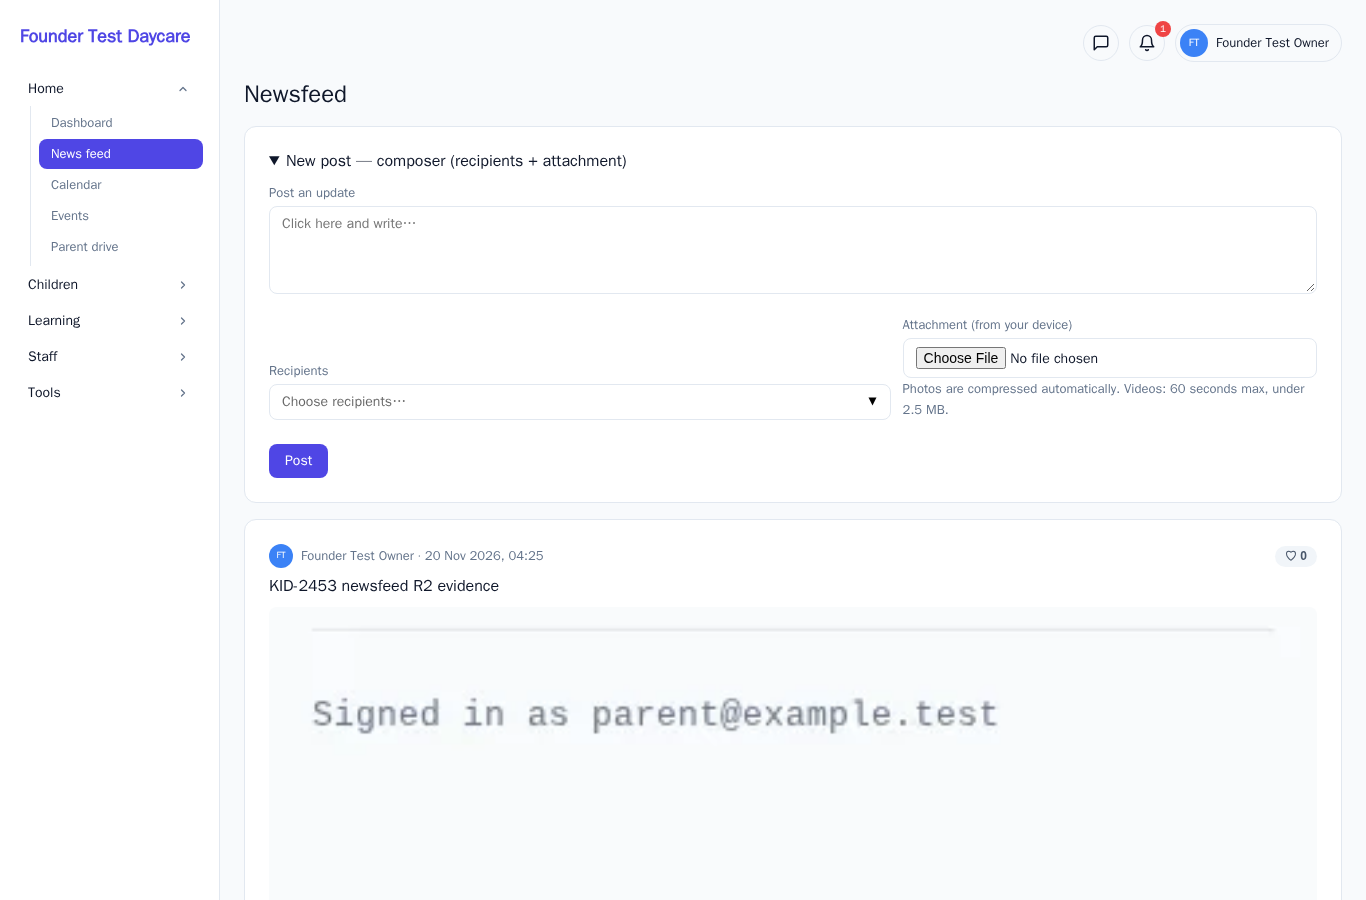 Founder Test Daycare
1
FT
Founder Test Owner
Home
Dashboard
News feed
Calendar
Events
Parent drive
Children
Learning
Staff
Tools
Newsfeed
▼ New post — composer (recipients + attachment)
Post an update
Click here and write…
Recipients
Choose recipients…
Attachment (from your device)
Choose File No file chosen
Photos are compressed automatically. Videos: 60 seconds max, under
2.5 MB.
Post
FT
Founder Test Owner · 20 Nov 2026, 04:25
0
KID-2453 newsfeed R2 evidence
Signed in as parent@example.test